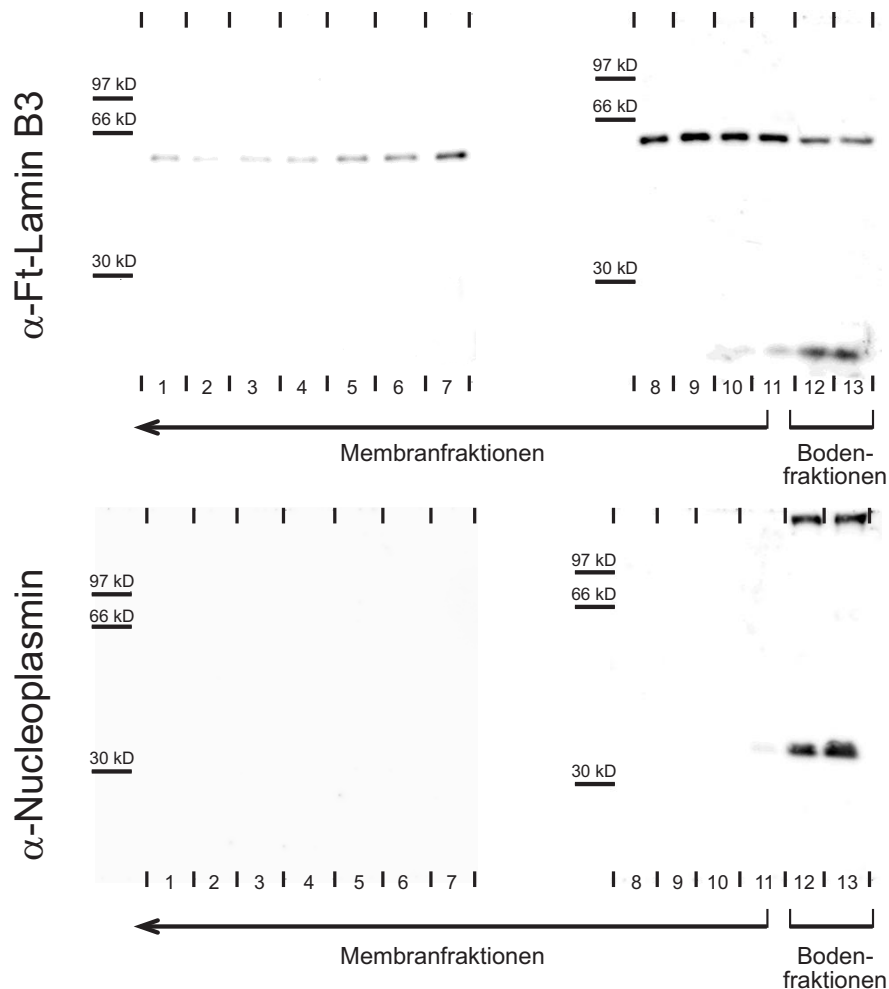 α-Ft-Lamin B3
97 kD
66 kD
30 kD
97 kD
66 kD
30 kD
1 2 3 4 5 6 7
8 9 10 11 12 13
Membranfraktionen
Boden-
fraktionen
α-Nucleoplasmin
97 kD
66 kD
30 kD
97 kD
66 kD
30 kD
1 2 3 4 5 6 7
8 9 10 11 12 13
Membranfraktionen
Boden-
fraktionen